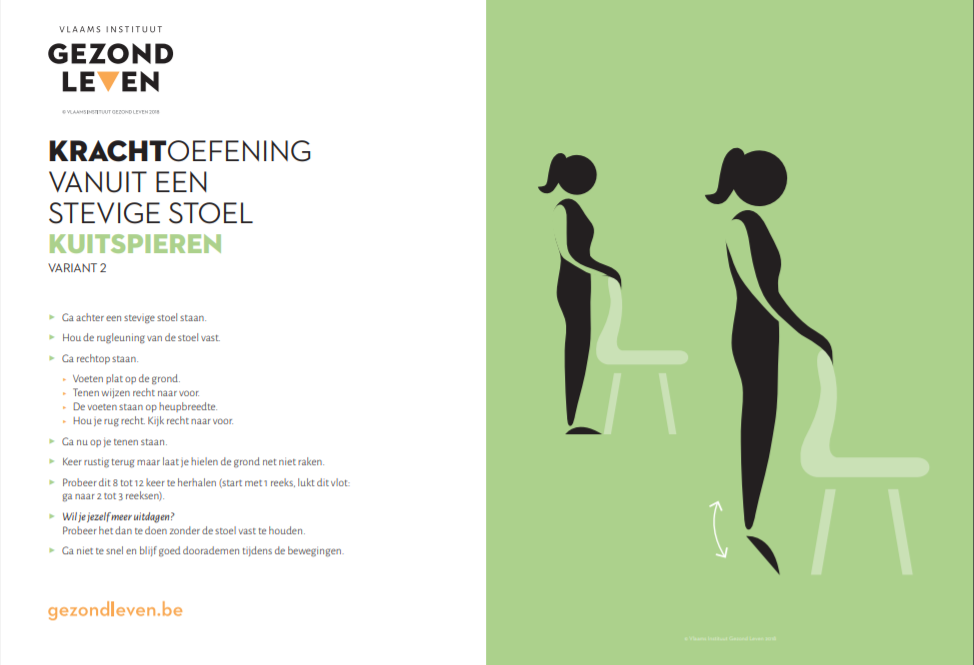 VLAAMS INSTITUUT
GEZOND
LEVEN
© VLAAMS INSTITUUT GEZOND LEVEN 2018
KRACHTOEFENING
VANUIT EEN
STEVIGE STOEL
KUITSPIEREN
VARIANT 2
Ga achter een stevige stoel staan.
Hou de rugleuning van de stoel vast.
Ga rechtop staan.
Voeten plat op de grond.
Tenen wijzen recht naar voor.
De voeten staan op heupbreedte.
Hou je rug recht. Kijk recht naar voor.
Ga nu op je tenen staan.
Keer rustig terug maar laat je hielen de grond net niet raken.
Probeer dit 8 tot 12 keer te herhalen (start met 1 reeks, lukt dit vlot:
ga naar 2 tot 3 reeksen).
Wil je jezelf meer uitdagen?
Probeer het dan te doen zonder de stoel vast te houden.
Ga niet te snel en blijf goed doorademen tijdens de bewegingen.
gezondleven.be
© Vlaams Instituut Gezond Leven 2018